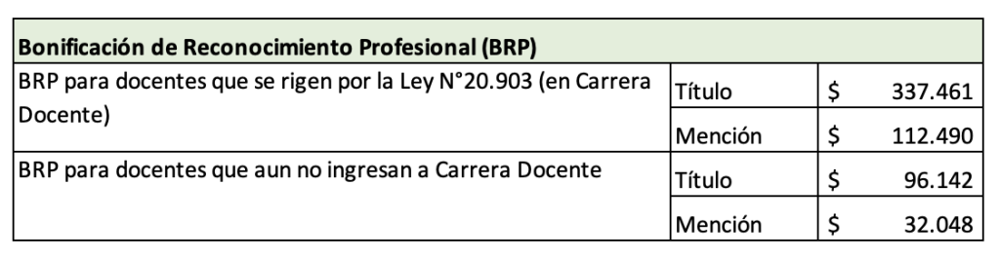 Bonificación de Reconocimiento Profesional (BRP)
BRP para docentes que se rigen por la Ley N°20.903 (en Carrera
Docente)
Título $ 337.461
Mención $ 112.490
BRP para docentes que aun no ingresan a Carrera Docente
Título $ 96.142
Mención $ 32.048